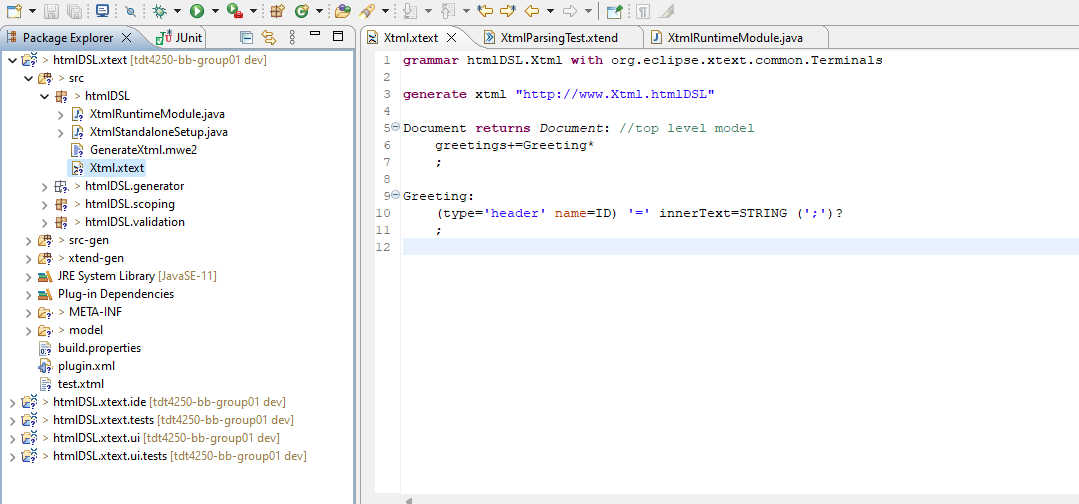 Package Explorer
JUnit
htmlDSL.xtext [tdt4250-bb-group01 dev]
src
htmlDSL
XtmlRuntimeModule.java
XtmlStandaloneSetup.java
GenerateXtml.mwe2
Xtml.xtext
htmlDSL.generator
htmlDSL.scoping
htmlDSL.validation
src-gen
xtend-gen
JRE System Library [JavaSE-11]
Plug-in Dependencies
META-INF
model
build.properties
plugin.xml
test.xtml
htmlDSL.xtext.ide [tdt4250-bb-group01 dev]
htmlDSL.xtext.tests [tdt4250-bb-group01 dev]
htmlDSL.xtext.ui [tdt4250-bb-group01 dev]
htmlDSL.xtext.ui.tests [tdt4250-bb-group01 dev]
Xtml.xtext
XtmlParsingTest.xtend
XtmlRuntimeModule.java
1 grammar htmlDSL.Xtml with org.eclipse.xtext.common.Terminals
2
3 generate xtml "http://www.Xtml.htmlDSL"
4
5 Document returns Document: //top level model
6 greetings+=Greeting*
7 ;
8
9 Greeting:
10 (type='header' name=ID) '=' innerText=STRING (';')?
11 ;
12